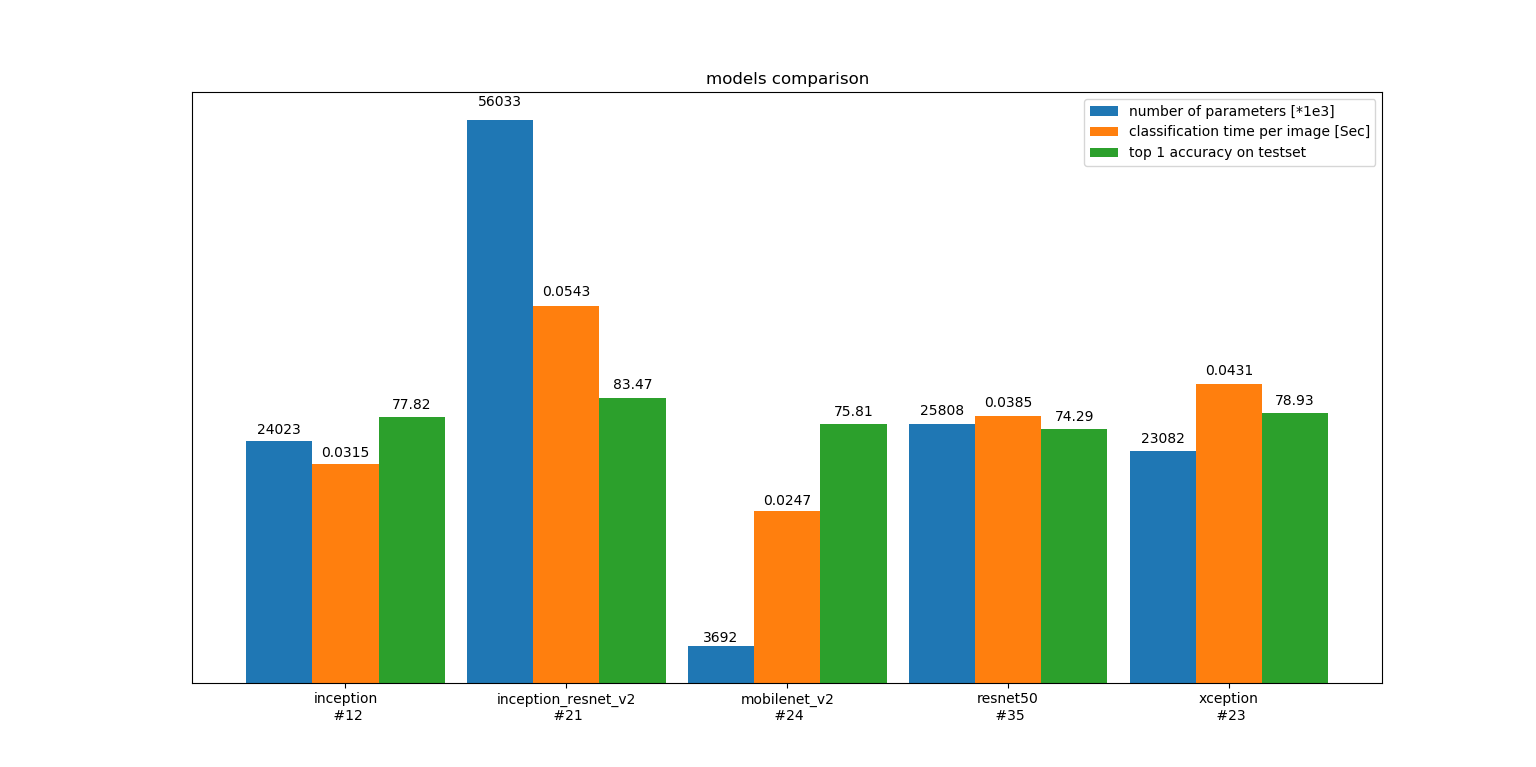 models comparison
number of parameters [*1e3]
classification time per image [Sec]
top 1 accuracy on testset
24023
0.0315
77.82
56033
0.0543
83.47
3692
0.0247
75.81
25808
0.0385
74.29
23082
0.0431
78.93
inception
#12
inception_resnet_v2
#21
mobilenet_v2
#24
resnet50
#35
xception
#23